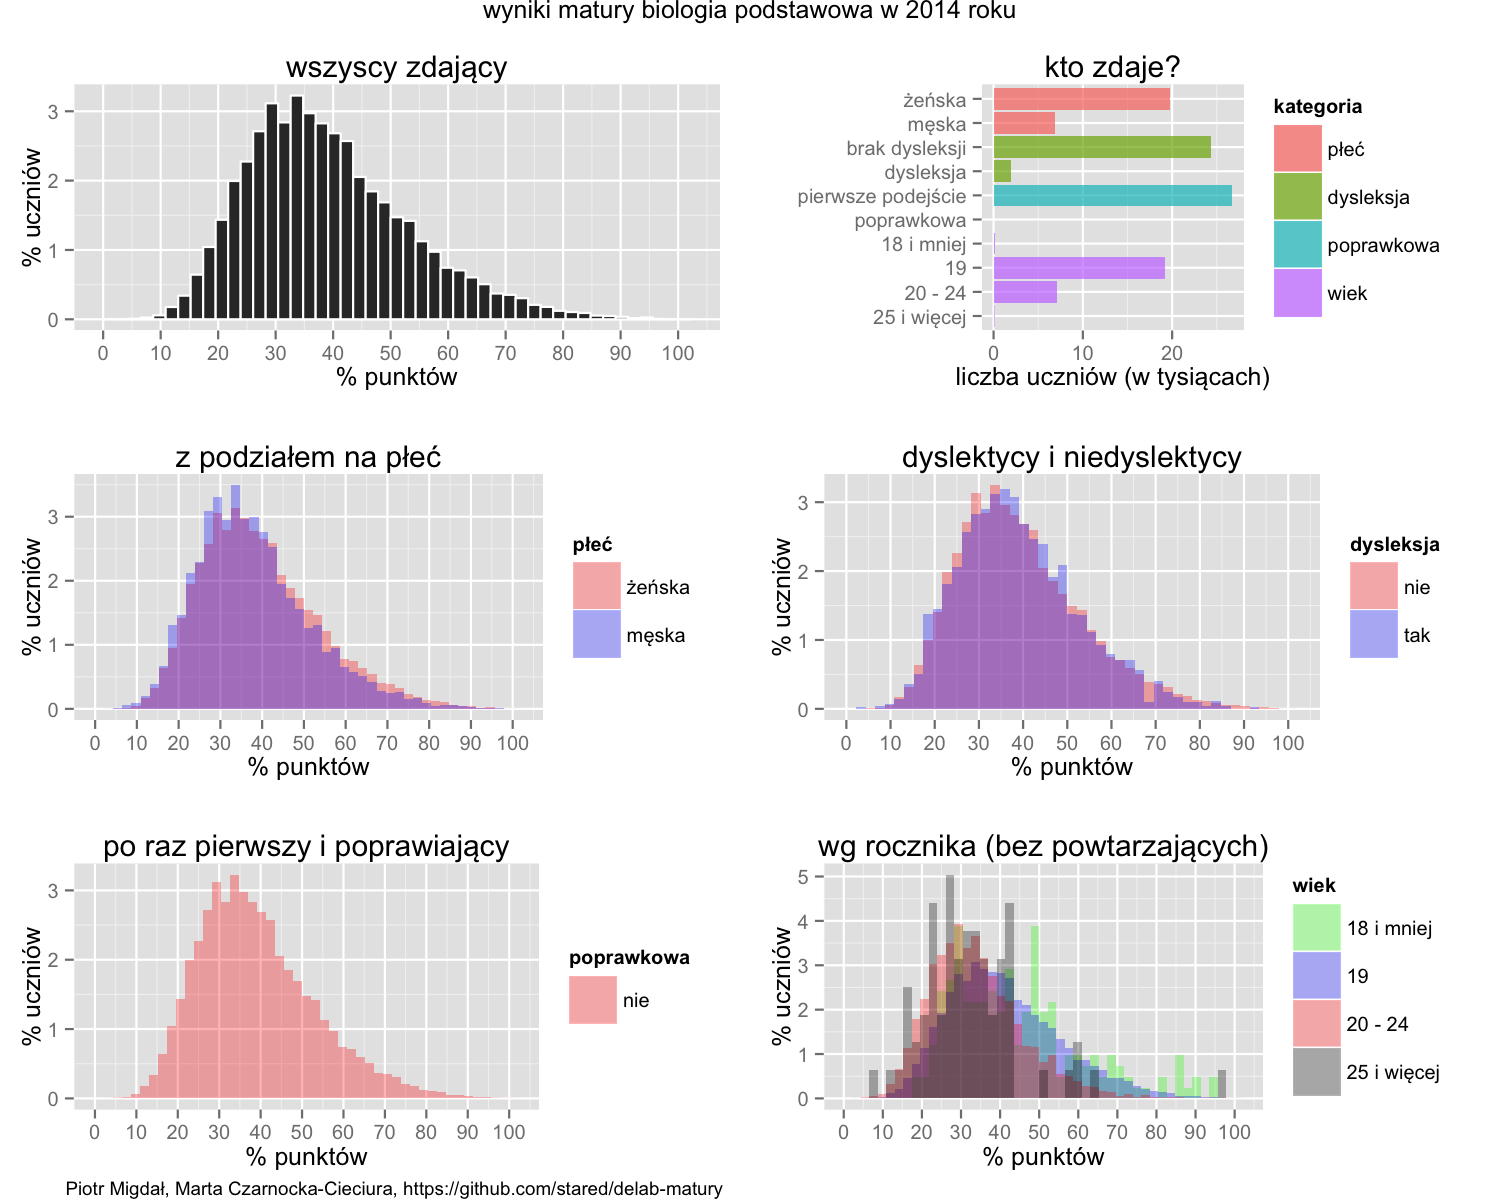 wyniki matury biologia podstawowa w 2014 roku
wszyscy zdający
% uczniów
3
2
1
0
0 10 20 30 40 50 60 70 80 90 100
% punktów
kto zdaje?
żeńska
męska
brak dysleksji
dysleksja
pierwsze podejście
poprawkowa
18 i mniej
19
20 - 24
25 i więcej
0 10 20
liczba uczniów (w tysiącach)
kategoria
płeć
dysleksja
poprawkowa
wiek
z podziałem na płeć
% uczniów
3
2
1
0
0 10 20 30 40 50 60 70 80 90 100
% punktów
płeć
żeńska
męska
dyslektycy i niedyslektycy
% uczniów
3
2
1
0
0 10 20 30 40 50 60 70 80 90 100
% punktów
dysleksja
nie
tak
po raz pierwszy i poprawiający
% uczniów
3
2
1
0
0 10 20 30 40 50 60 70 80 90 100
% punktów
poprawkowa
nie
wg rocznika (bez powtarzających)
% uczniów
5
4
3
2
1
0
0 10 20 30 40 50 60 70 80 90 100
% punktów
wiek
18 i mniej
19
20 - 24
25 i więcej
Piotr Migdał, Marta Czarnocka-Cieciura, https://github.com/stared/delab-matury